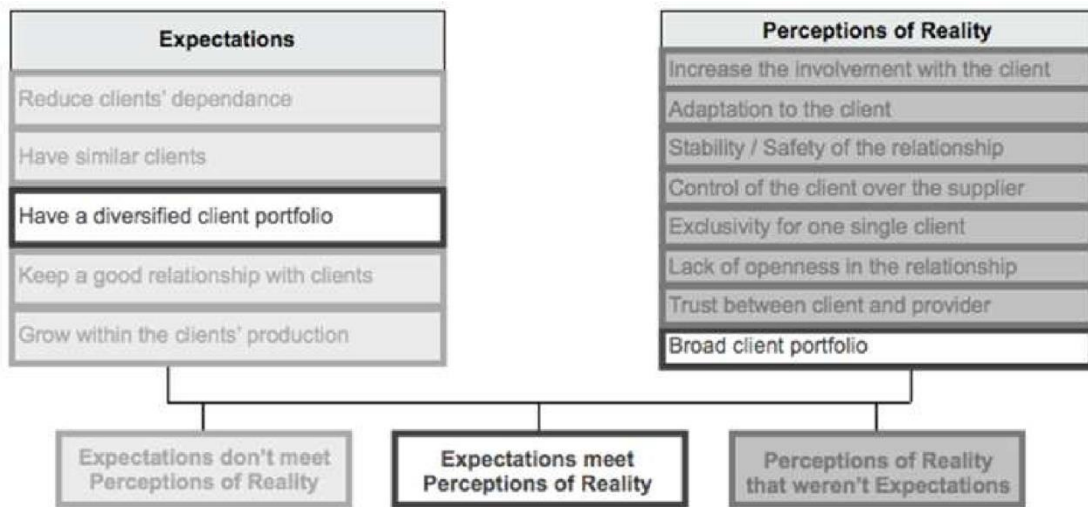 Expectations
Reduce clients' dependance
Have similar clients
Have a diversified client portfolio
Keep a good relationship with clients
Grow within the clients' production
Perceptions of Reality
Increase the involvement with the client
Adaptation to the client
Stability / Safety of the relationship
Control of the client over the supplier
Exclusivity for one single client
Lack of openness in the relationship
Trust between client and provider
Broad client portfolio
Expectations don't meet
Perceptions of Reality
Expectations meet
Perceptions of Reality
Perceptions of Reality
that weren't Expectations